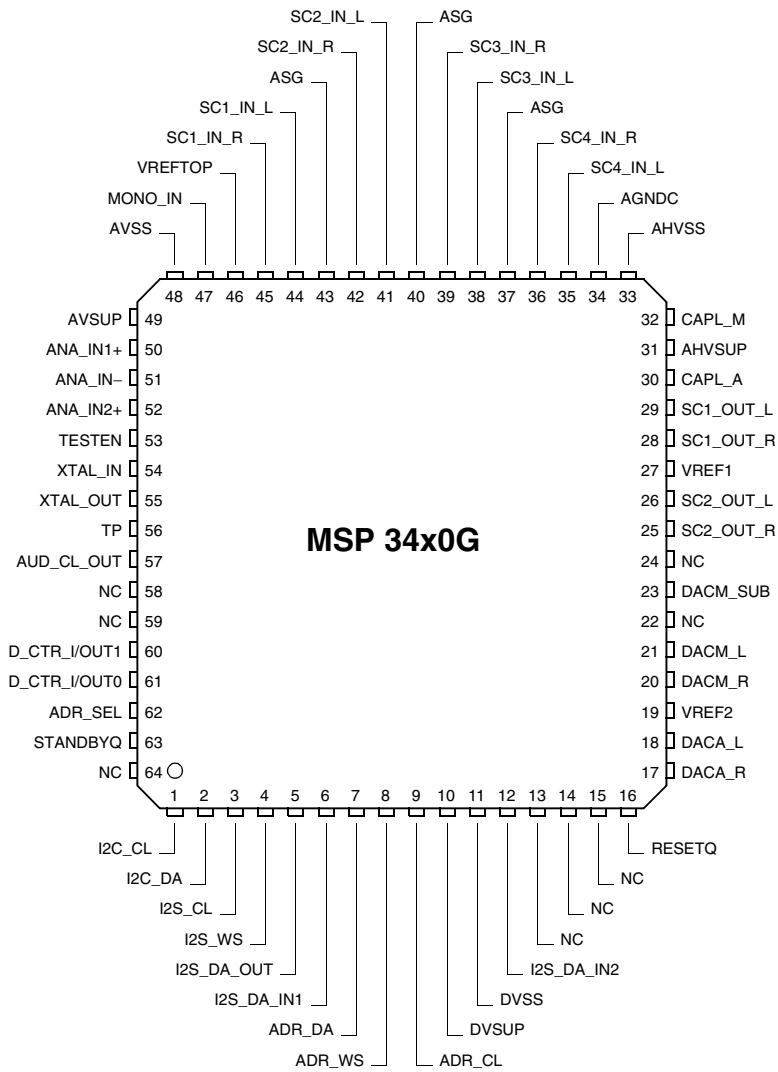 SC2_IN_L ASG
SC2_IN_R SC3_IN_R
ASG SC3_IN_L
SC1_IN_L ASG
SC1_IN_R SC4_IN_R
VREFTOP SC4_IN_L
MONO_IN AGNDC
AVSS AHVSS
48 47 46 45 44 43 42 41 40 39 38 37 36 35 34 33
AVSUP 49 32 CAPL_M
ANA_IN1+ 50 31 AHVSUP
ANA_IN− 51 30 CAPL_A
ANA_IN2+ 52 29 SC1_OUT_L
TESTEN 53 28 SC1_OUT_R
XTAL_IN 54 27 VREF1
XTAL_OUT 55 26 SC2_OUT_L
TP 56 25 SC2_OUT_R
MSP 34x0G
AUD_CL_OUT 57 24 NC
NC 58 23 DACM_SUB
NC 59 22 NC
D_CTR_I/OUT1 60 21 DACM_L
D_CTR_I/OUT0 61 20 DACM_R
ADR_SEL 62 19 VREF2
STANDBYQ 63 18 DACA_L
NC 64 17 DACA_R
1 2 3 4 5 6 7 8 9 10 11 12 13 14 15 16
I2C_CL RESETQ
I2C_DA NC
I2S_CL NC
I2S_WS NC
I2S_DA_OUT I2S_DA_IN2
I2S_DA_IN1 DVSS
ADR_DA DVSUP
ADR_WS ADR_CL